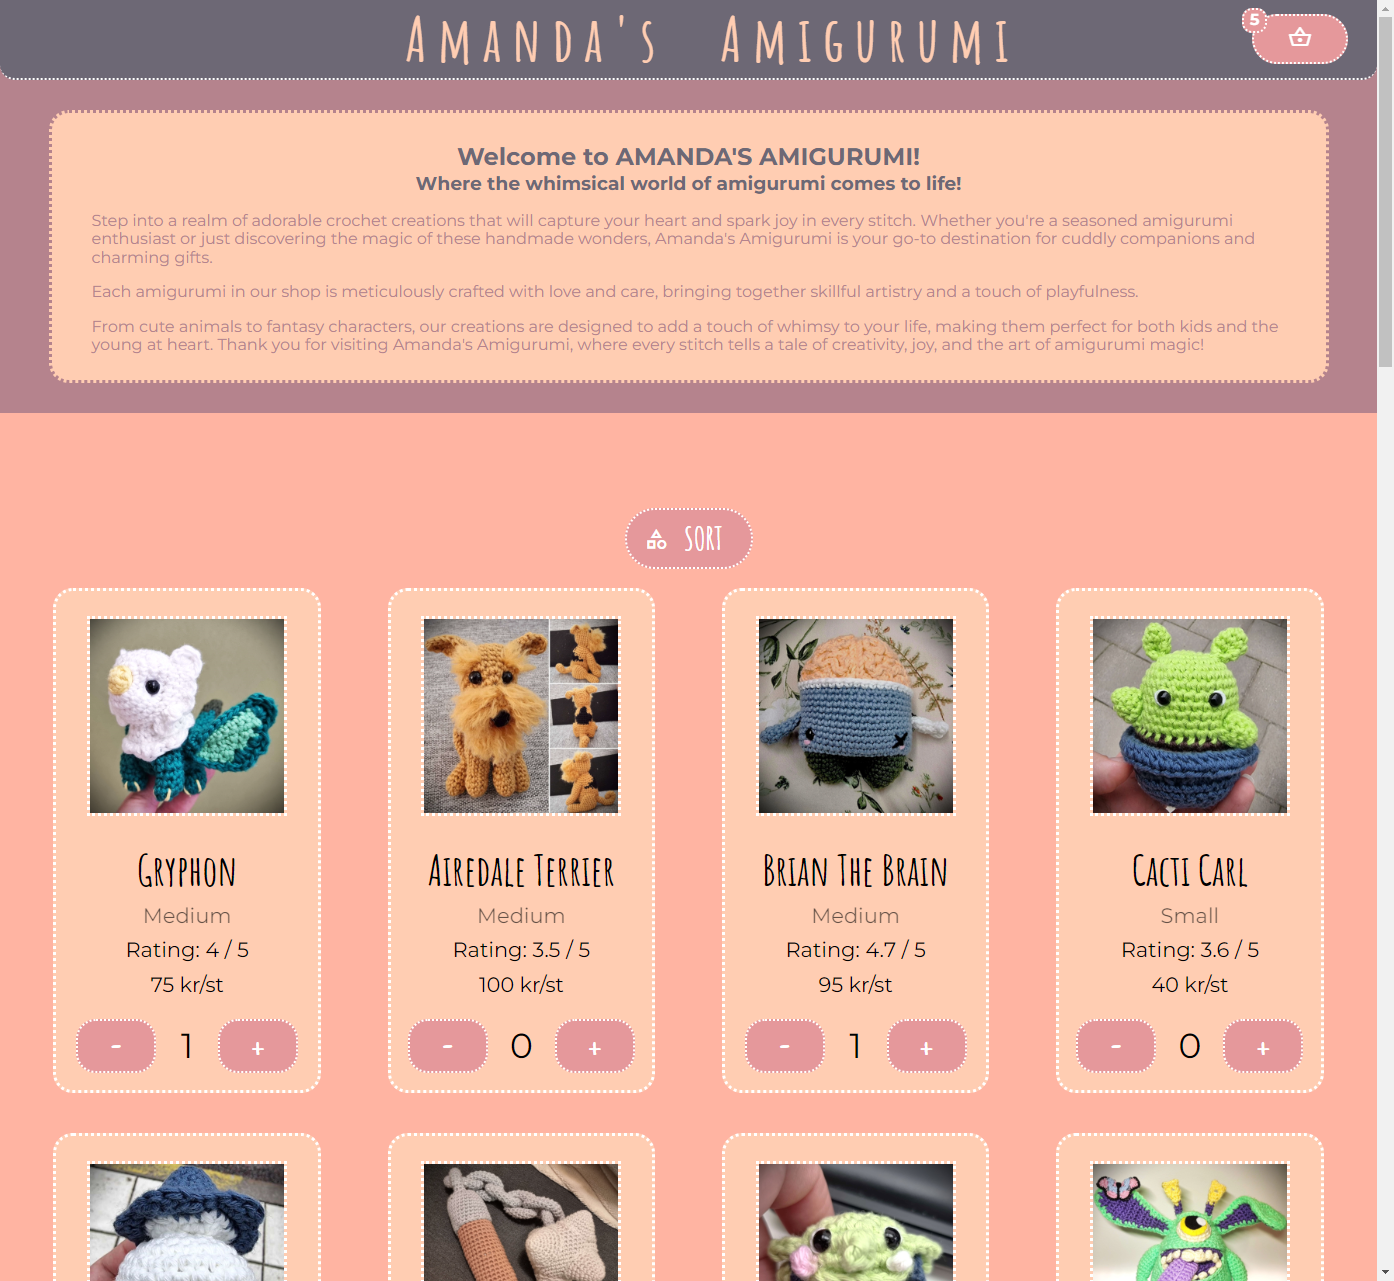 Amanda's Amigurumi
5
Welcome to AMANDA'S AMIGURUMI!
Where the whimsical world of amigurumi comes to life!
Step into a realm of adorable crochet creations that will capture your heart and spark joy in every stitch. Whether you're a seasoned amigurumi
enthusiast or just discovering the magic of these handmade wonders, Amanda's Amigurumi is your go-to destination for cuddly companions and
charming gifts.
Each amigurumi in our shop is meticulously crafted with love and care, bringing together skillful artistry and a touch of playfulness.
From cute animals to fantasy characters, our creations are designed to add a touch of whimsy to your life, making them perfect for both kids and the
young at heart. Thank you for visiting Amanda's Amigurumi, where every stitch tells a tale of creativity, joy, and the art of amigurumi magic!
SORT
Gryphon
Medium
Rating: 4 / 5
75 kr/st
- 1 +
Airedale Terrier
Medium
Rating: 3.5 / 5
100 kr/st
- 0 +
Brian The Brain
Medium
Rating: 4.7 / 5
95 kr/st
- 1 +
Cacti Carl
Small
Rating: 3.6 / 5
40 kr/st
- 0 +